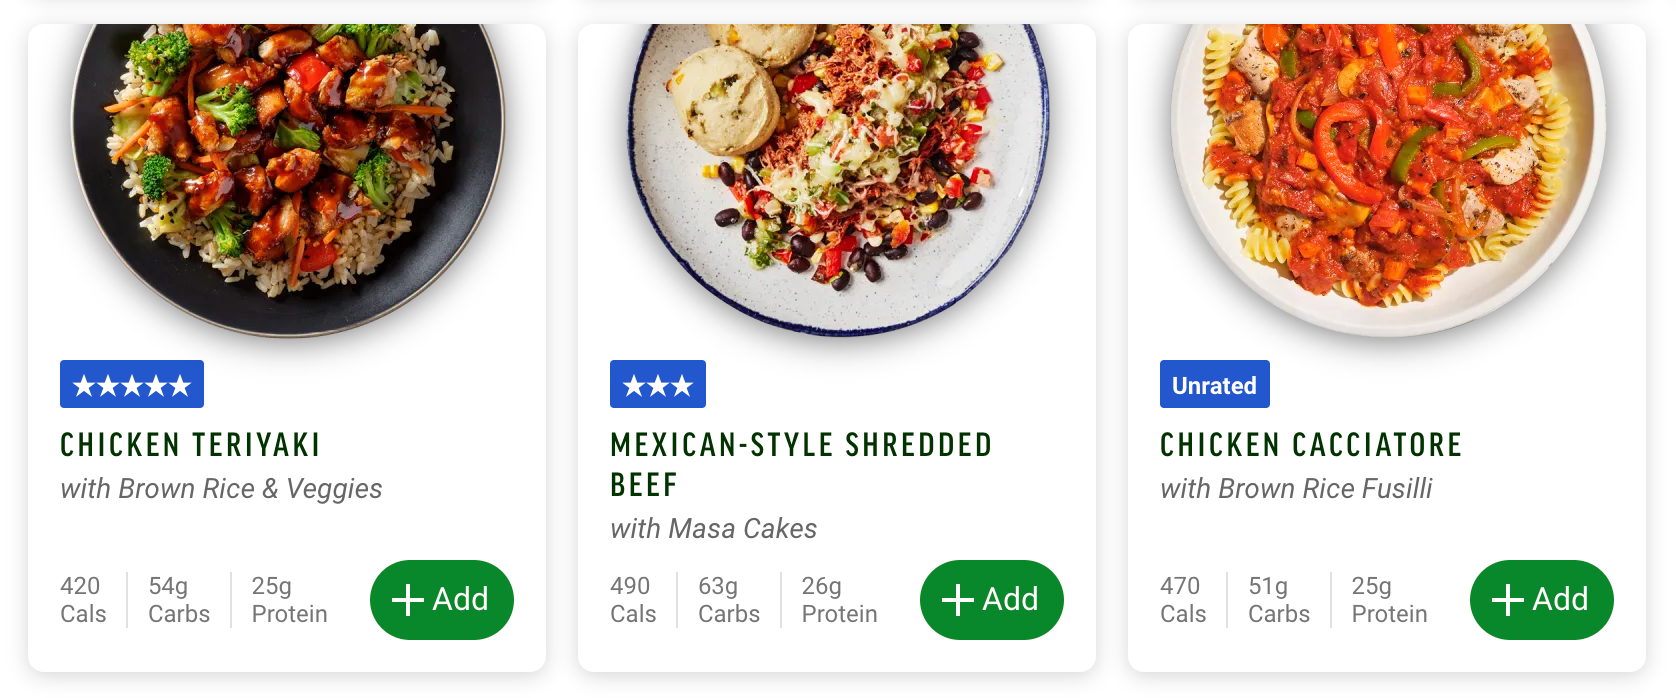 ★★★★★
CHICKEN TERIYAKI
with Brown Rice & Veggies
420 Cals
54g Carbs
25g Protein
+ Add
★★★
MEXICAN-STYLE SHREDDED
BEEF
with Masa Cakes
490 Cals
63g Carbs
26g Protein
+ Add
Unrated
CHICKEN CACCIATORE
with Brown Rice Fusilli
470 Cals
51g Carbs
25g Protein
+ Add